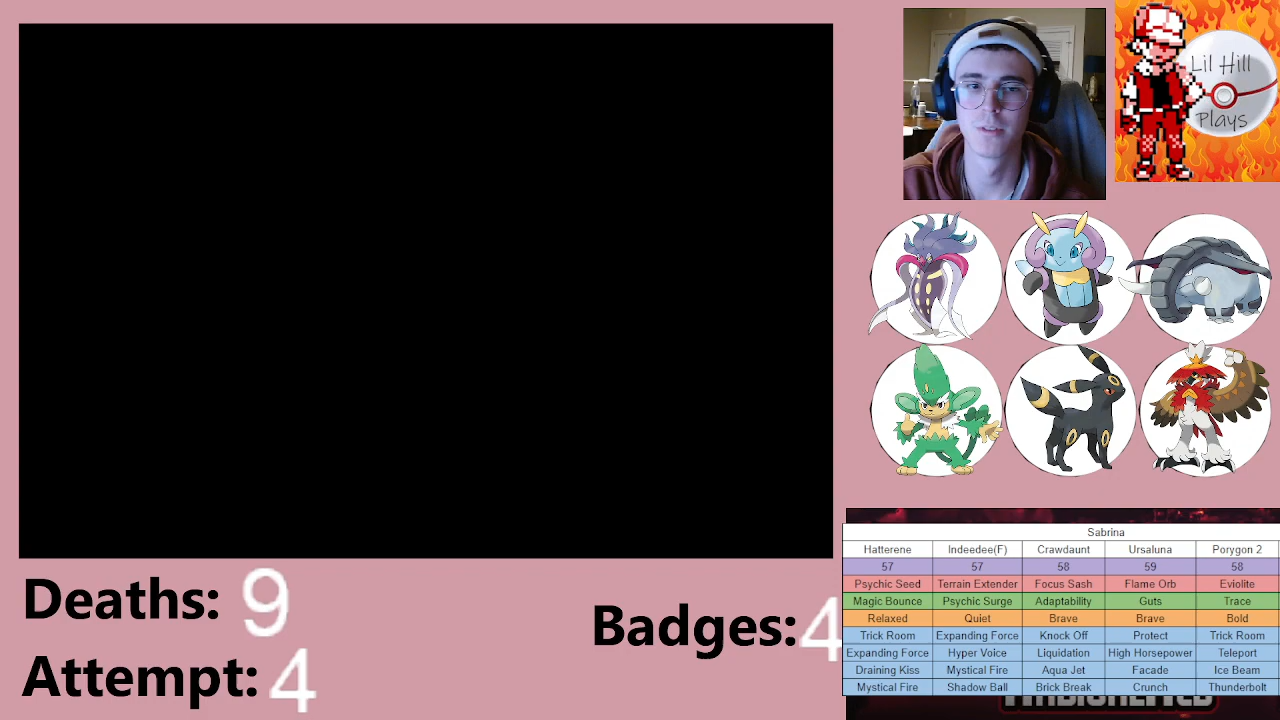 Lil Hill
Plays
Sabrina
Hatterene Indeedee(F) Crawdaunt Ursaluna Porygon 2
57 57 58 59 58
Psychic Seed Terrain Extender Focus Sash Flame Orb Eviolite
Magic Bounce Psychic Surge Adaptability Guts Trace
Relaxed Quiet Brave Brave Bold
Trick Room Expanding Force Knock Off Protect Trick Room
Expanding Force Hyper Voice Liquidation High Horsepower Teleport
Draining Kiss Mystical Fire Aqua Jet Facade Ice Beam
Mystical Fire Shadow Ball Brick Break Crunch Thunderbolt
Deaths: 9
Badges: 4
Attempt: 4